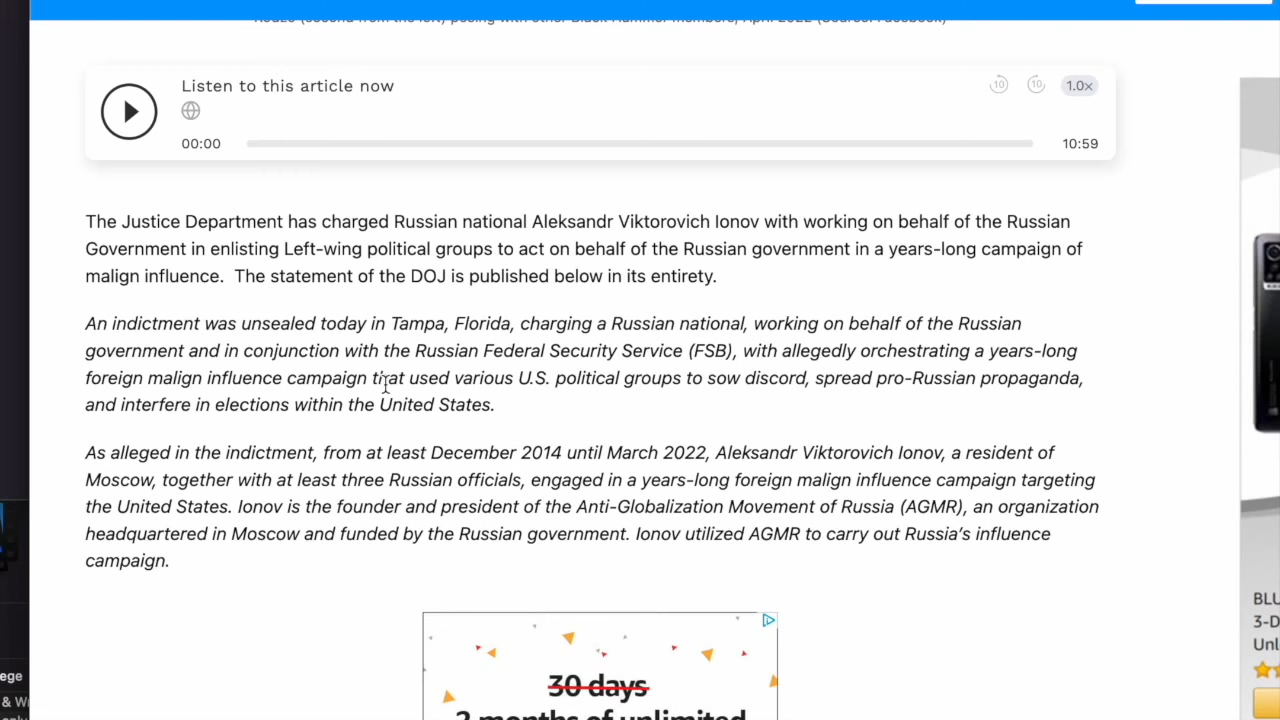 Listen to this article now
10 10 1.0×
00:00 10:59
The Justice Department has charged Russian national Aleksandr Viktorovich Ionov with working on behalf of the Russian
Government in enlisting Left-wing political groups to act on behalf of the Russian government in a years-long campaign of
malign influence.  The statement of the DOJ is published below in its entirety.
An indictment was unsealed today in Tampa, Florida, charging a Russian national, working on behalf of the Russian
government and in conjunction with the Russian Federal Security Service (FSB), with allegedly orchestrating a years-long
foreign malign influence campaign that used various U.S. political groups to sow discord, spread pro-Russian propaganda,
and interfere in elections within the United States.
As alleged in the indictment, from at least December 2014 until March 2022, Aleksandr Viktorovich Ionov, a resident of
Moscow, together with at least three Russian officials, engaged in a years-long foreign malign influence campaign targeting
the United States. Ionov is the founder and president of the Anti-Globalization Movement of Russia (AGMR), an organization
headquartered in Moscow and funded by the Russian government. Ionov utilized AGMR to carry out Russia's influence
campaign.
30 days
2 months of unlimited
BLU
3-D
Unl
ege
& W